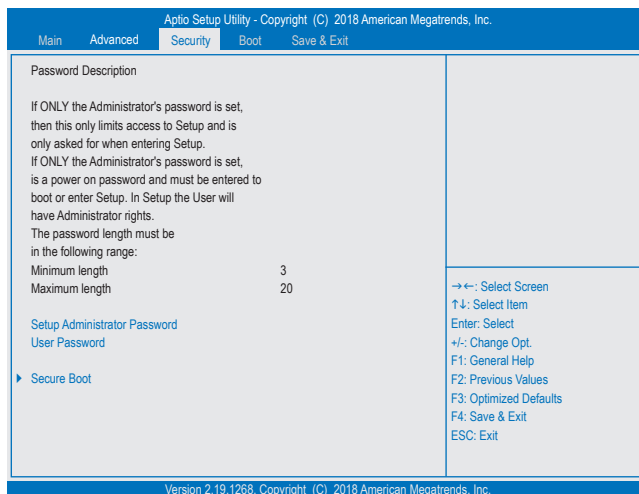 Aptio Setup Utility - Copyright (C) 2018 American Megatrends, Inc.
Main Advanced Security Boot Save & Exit
Password Description
If ONLY the Administrator's password is set,
then this only limits access to Setup and is
only asked for when entering Setup.
If ONLY the Administrator's password is set,
is a power on password and must be entered to
boot or enter Setup. In Setup the User will
have Administrator rights.
The password length must be
in the following range:
Minimum length 3
Maximum length 20
Setup Administrator Password
User Password
Secure Boot
→←: Select Screen
↑↓: Select Item
Enter: Select
+/-: Change Opt.
F1: General Help
F2: Previous Values
F3: Optimized Defaults
F4: Save & Exit
ESC: Exit
Version 2.19.1268. Copyright (C) 2018 American Megatrends, Inc.